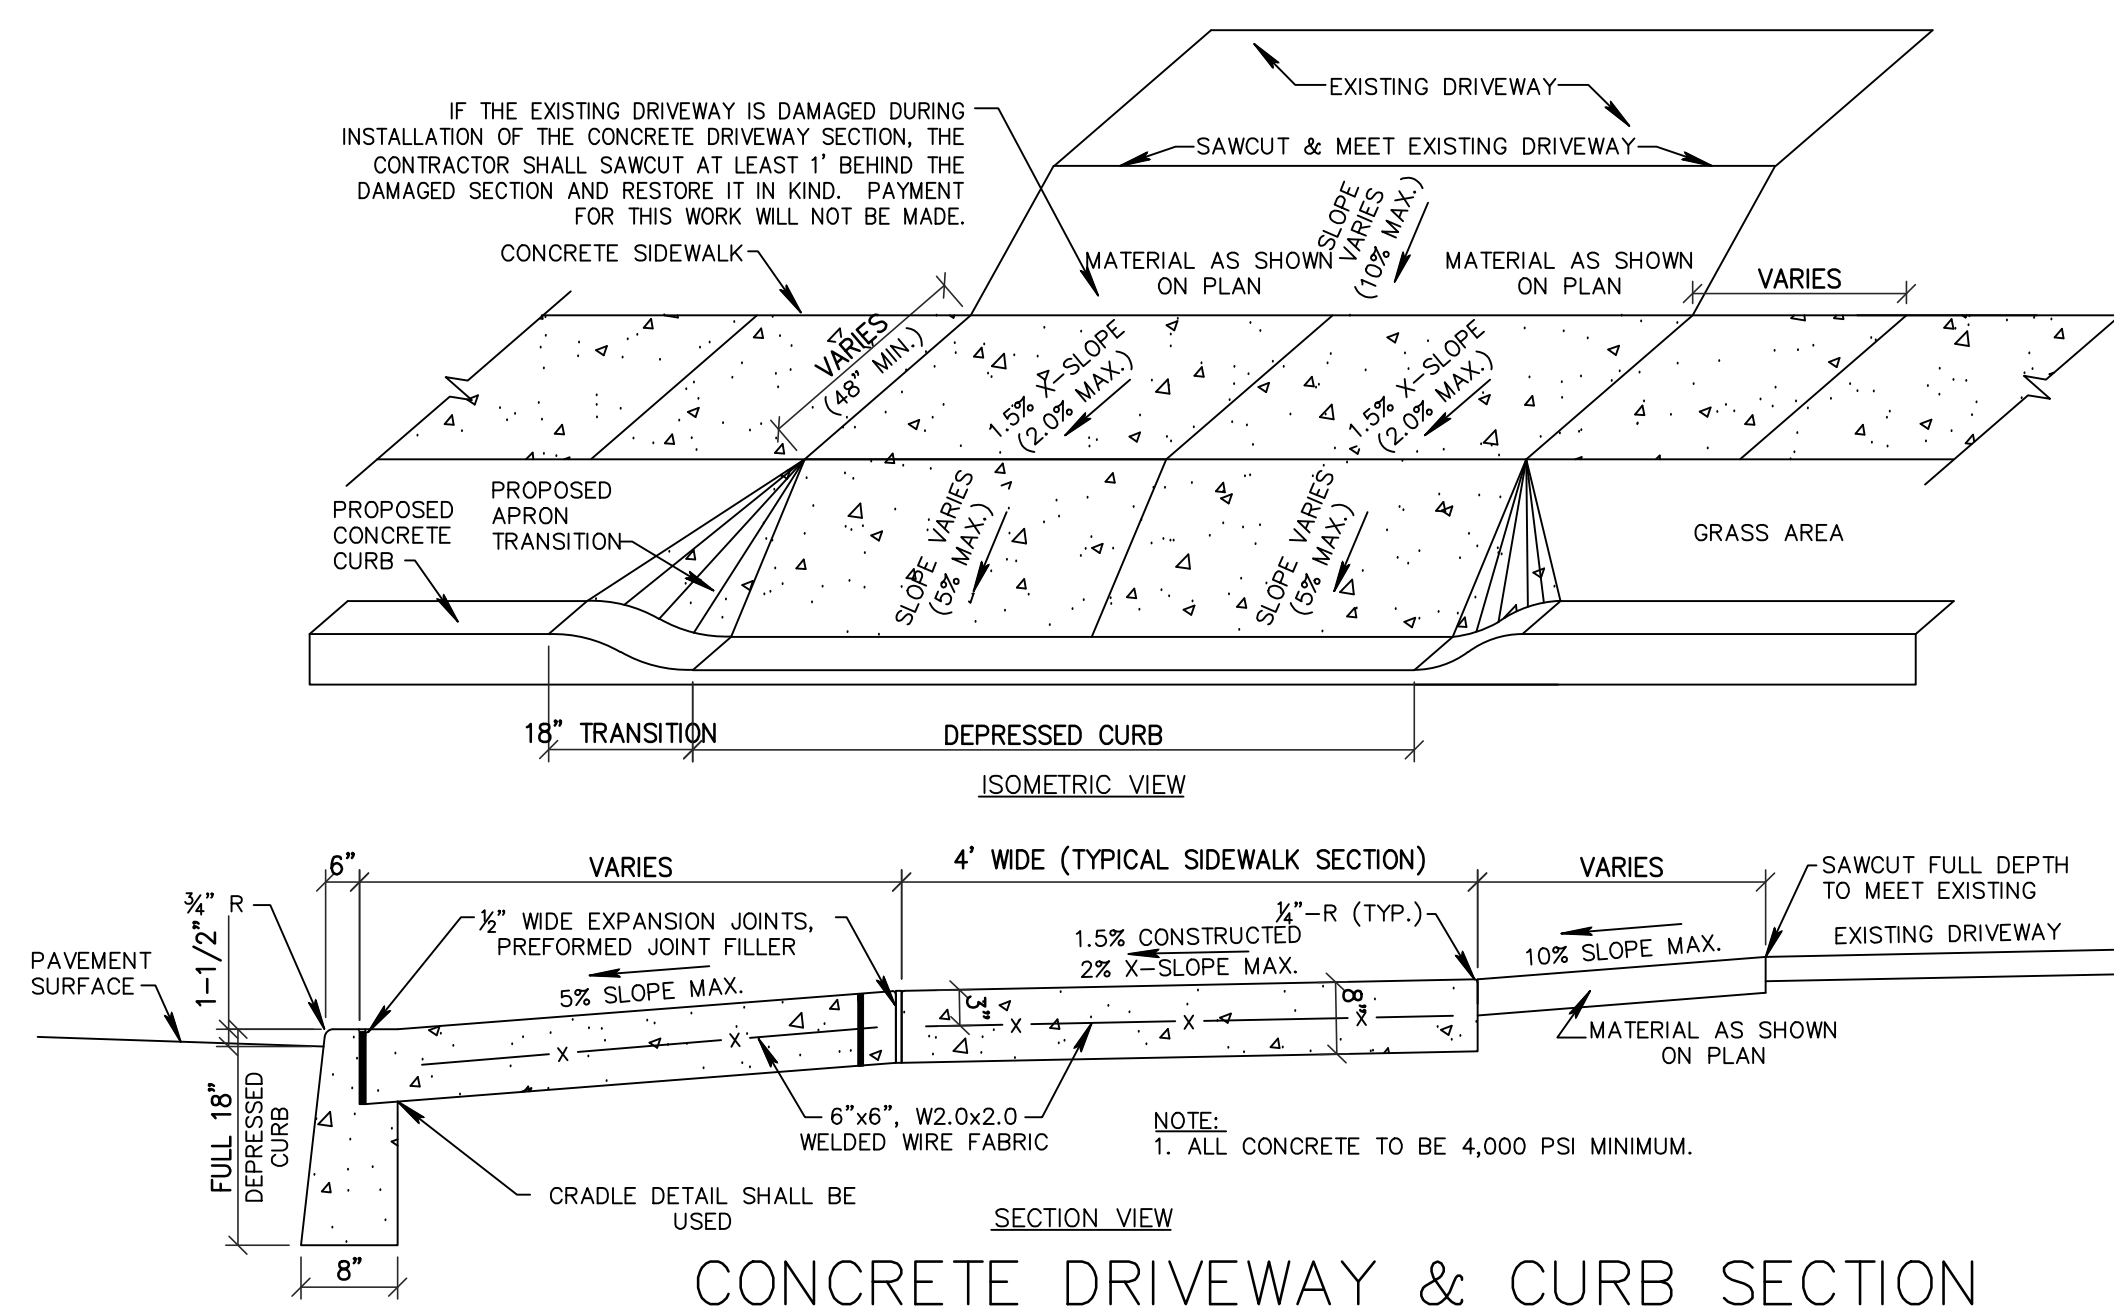 EXISTING DRIVEWAY
SAWCUT & MEET EXISTING DRIVEWAY
IF THE EXISTING DRIVEWAY IS DAMAGED DURING
INSTALLATION OF THE CONCRETE DRIVEWAY SECTION, THE
CONTRACTOR SHALL SAWCUT AT LEAST 1' BEHIND THE
DAMAGED SECTION AND RESTORE IT IN KIND. PAYMENT
FOR THIS WORK WILL NOT BE MADE.
CONCRETE SIDEWALK
SLOPE
VARIES
(10% MAX.)
MATERIAL AS SHOWN
ON PLAN
MATERIAL AS SHOWN
ON PLAN
VARIES
VARIES
(48" MIN.)
1.5% X-SLOPE
(2.0% MAX.)
1.5% X-SLOPE
(2.0% MAX.)
PROPOSED
CONCRETE
CURB
PROPOSED
APRON
TRANSITION
SLOPE VARIES
(5% MAX.)
SLOPE VARIES
(5% MAX.)
GRASS AREA
18" TRANSITION
DEPRESSED CURB
ISOMETRIC VIEW
6"
VARIES
4' WIDE (TYPICAL SIDEWALK SECTION)
VARIES
SAWCUT FULL DEPTH
TO MEET EXISTING
¾" R
1-1/2"
½" WIDE EXPANSION JOINTS,
PREFORMED JOINT FILLER
¼"-R (TYP.)
1.5% CONSTRUCTED
2% X-SLOPE MAX.
10% SLOPE MAX.
EXISTING DRIVEWAY
PAVEMENT
SURFACE
5% SLOPE MAX.
3"
8"
X
X
X
X
X
MATERIAL AS SHOWN
ON PLAN
FULL 18"
DEPRESSED
CURB
6"x6", W2.0x2.0
WELDED WIRE FABRIC
NOTE:
1. ALL CONCRETE TO BE 4,000 PSI MINIMUM.
CRADLE DETAIL SHALL BE
USED
SECTION VIEW
8"
CONCRETE DRIVEWAY & CURB SECTION